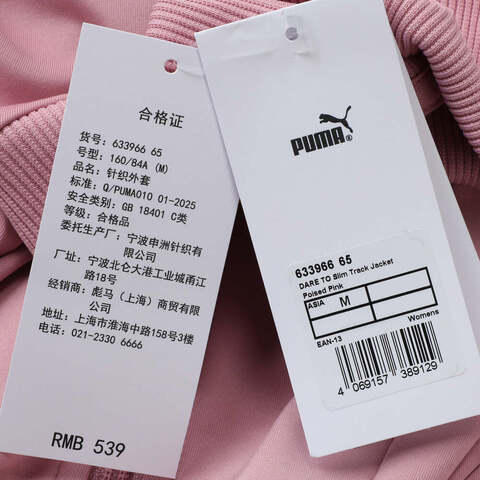 合格证
货号: 633966 65
号型: 160/84A (M)
品名: 针织外套
标准: Q/PUMA010 01-2025
安全类别: GB 18401 C类
等级: 合格品
委托生产厂: 宁波申洲针织有
限公司
厂址: 宁波北仑大港工业城甬江
路18号
经销商: 彪马（上海）商贸有限公
司
地址: 上海市淮海中路158号3楼
电话: 021-2330 6666
RMB 539
PUMA®
633966 65
DARE TO Slim Track Jacket
Poised Pink
ASIA M
EAN-13 Womens
4 069157 389129